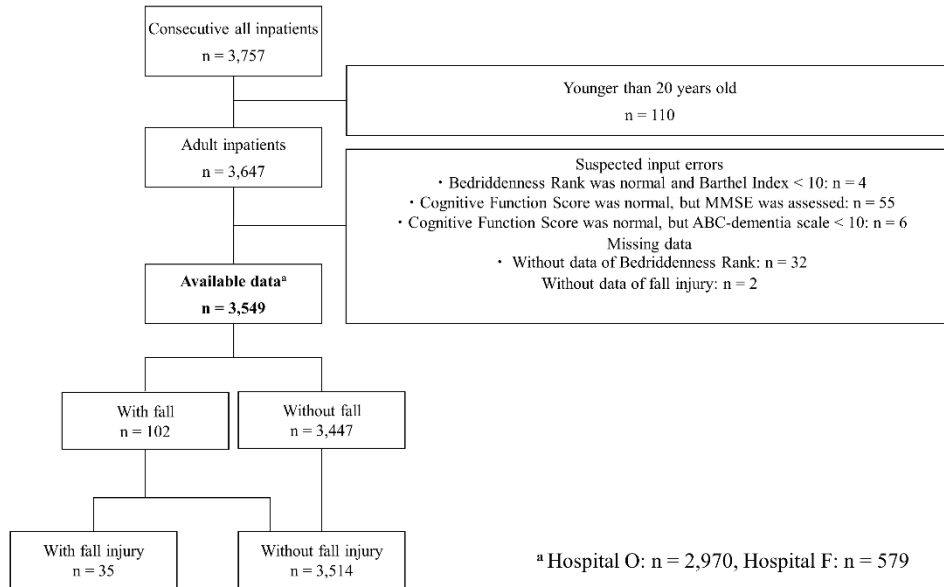 Consecutive all inpatients
n = 3,757
Younger than 20 years old
n = 110
Adult inpatients
n = 3,647
Suspected input errors
・Bedriddenness Rank was normal and Barthel Index < 10: n = 4
・Cognitive Function Score was normal, but MMSE was assessed: n = 55
・Cognitive Function Score was normal, but ABC-dementia scale < 10: n = 6
Missing data
・Without data of Bedriddenness Rank: n = 32
Without data of fall injury: n = 2
Available dataᵃ
n = 3,549
With fall
n = 102
Without fall
n = 3,447
With fall injury
n = 35
Without fall injury
n = 3,514
ᵃ Hospital O: n = 2,970, Hospital F: n = 579